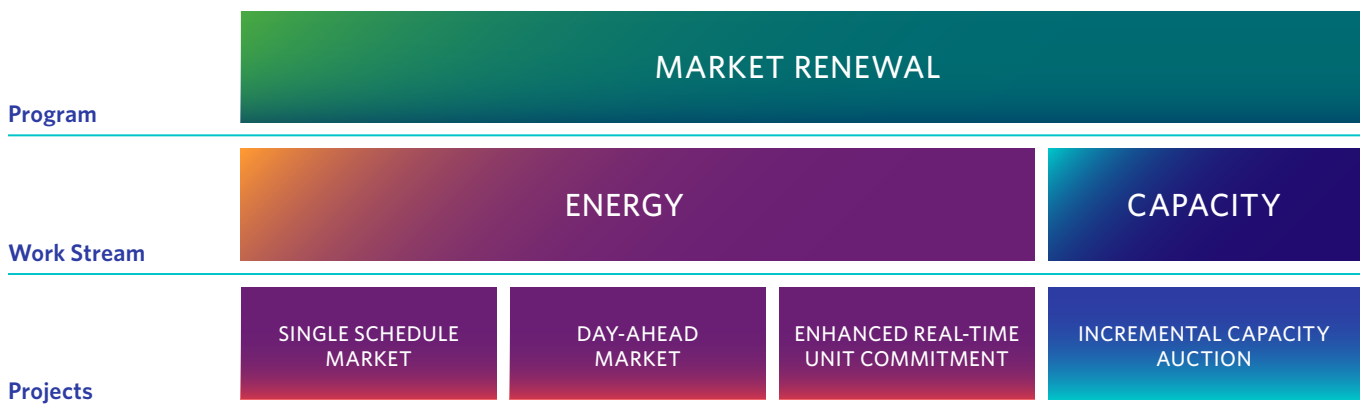 MARKET RENEWAL
Program
ENERGY
CAPACITY
Work Stream
SINGLE SCHEDULE
MARKET
DAY-AHEAD
MARKET
ENHANCED REAL-TIME
UNIT COMMITMENT
INCREMENTAL CAPACITY
AUCTION
Projects